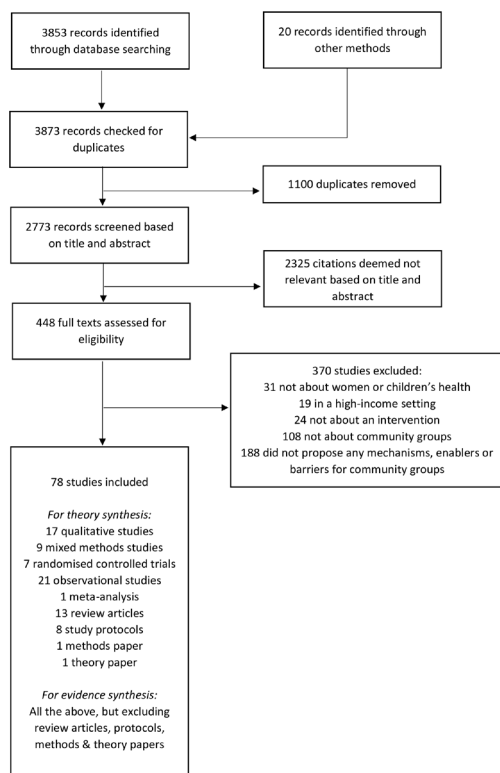 3853 records identified
through database searching
20 records identified through
other methods
3873 records checked for
duplicates
1100 duplicates removed
2773 records screened based
on title and abstract
2325 citations deemed not
relevant based on title and
abstract
448 full texts assessed for
eligibility
370 studies excluded:
31 not about women or children's health
19 in a high-income setting
24 not about an intervention
108 not about community groups
188 did not propose any mechanisms, enablers or
barriers for community groups
78 studies included
For theory synthesis:
17 qualitative studies
9 mixed methods studies
7 randomised controlled trials
21 observational studies
1 meta-analysis
13 review articles
8 study protocols
1 methods paper
1 theory paper
For evidence synthesis:
All the above, but excluding
review articles, protocols,
methods & theory papers